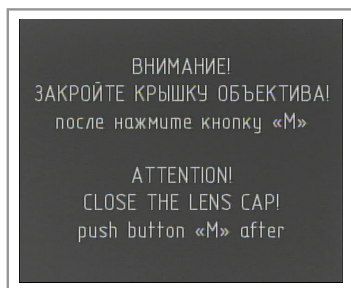 ВНИМАНИЕ!
ЗАКРОЙТЕ КРЫШКУ ОБЪЕКТИВА!
после нажмите кнопку «М»
ATTENTION!
CLOSE THE LENS CAP!
push button «M» after